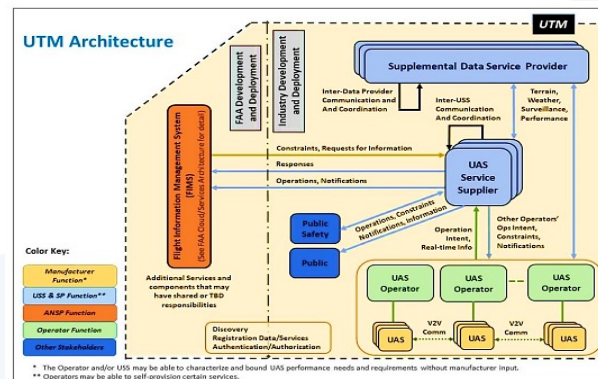 UTM
UTM Architecture
FAA Development
and Deployment
Industry Development
and Deployment
Supplemental Data Service Provider
Inter-Data Provider
Communication and
And Coordination
Inter-USS
Communication
And Coordination
Terrain,
Weather,
Surveillance,
Performance
Flight Information Management System
(FIMS)
(See FAA Cloud/Services Architecture for detail)
Constraints, Requests for Information
Responses
Operations, Notifications
UAS
Service
Supplier
Public
Safety
Public
Operations, Constraints
Notifications, Information
Operation
Intent,
Real-time Info
Other Operators'
Ops Intent,
Constraints,
Notifications
Color Key:
Manufacturer
Function*
USS & SP Function**
ANSP Function
Operator Function
Other Stakeholders
Additional Services and
components that may
have shared or TBD
responsibilities
Discovery
Registration Data/Services
Authentication/Authorization
UAS
Operator
UAS
Operator
UAS
Operator
V2V
Comm
V2V
Comm
UAS
UAS
UAS
* The Operator and/or USS may be able to characterize and bound UAS performance needs and requirements without manufacturer input.
** Operators may be able to self-provision certain services.